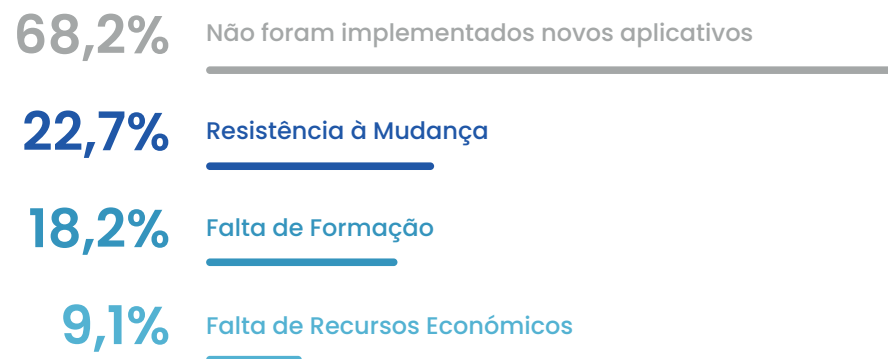 68,2% Não foram implementados novos aplicativos
22,7% Resistência à Mudança
18,2% Falta de Formação
9,1% Falta de Recursos Económicos